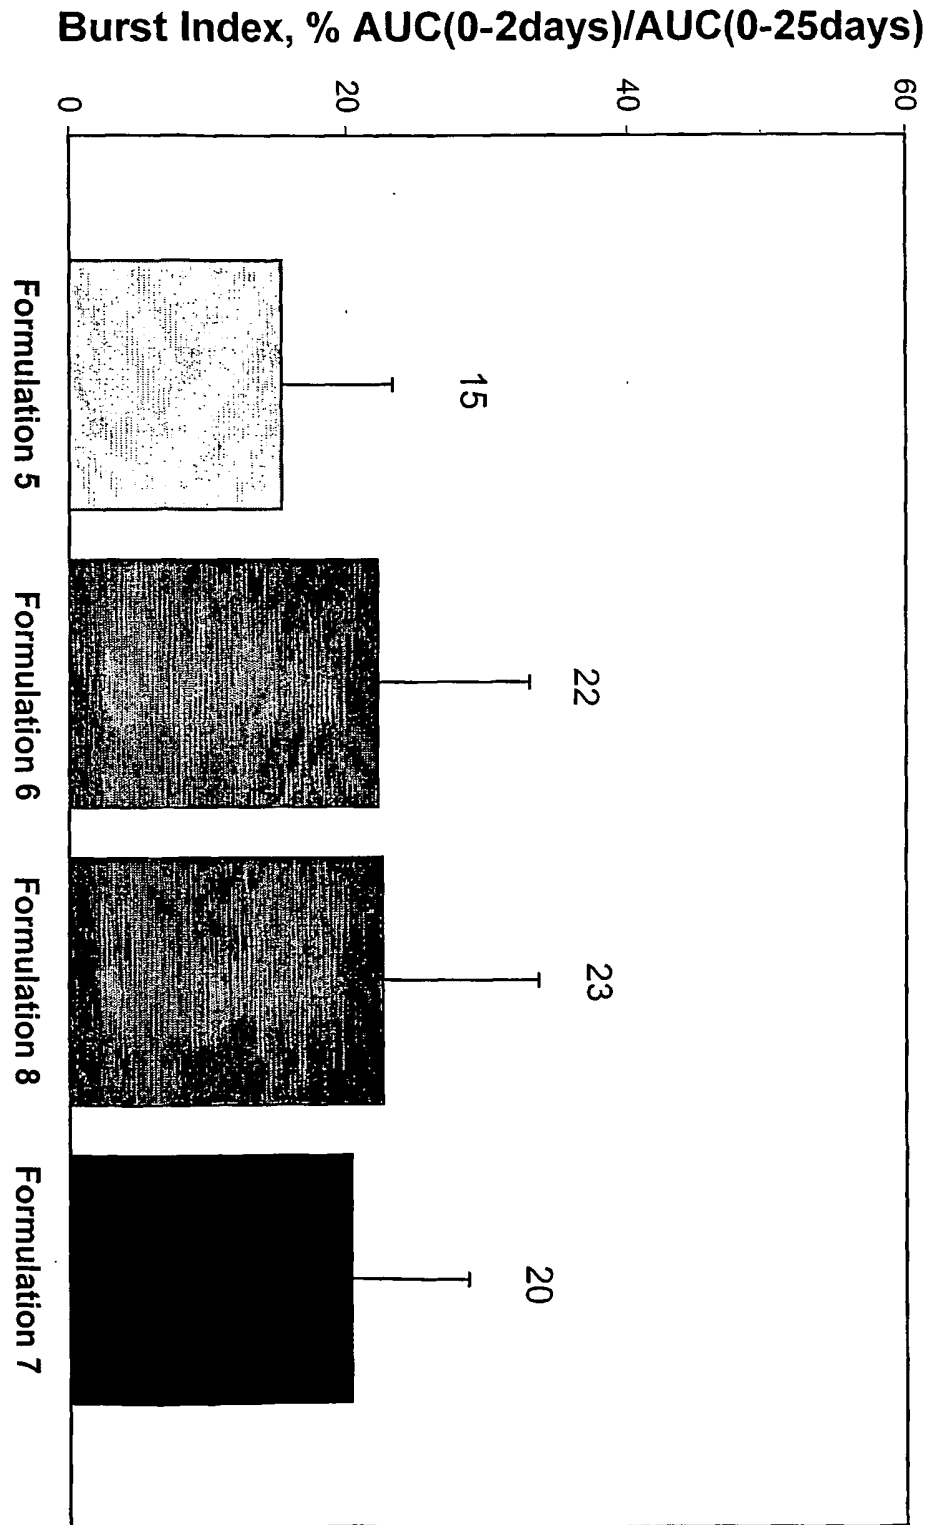 Burst Index, % AUC(0-2days)/AUC(0-25days)
60
40
20
0
15
22
23
20
Formulation 5
Formulation 6
Formulation 8
Formulation 7